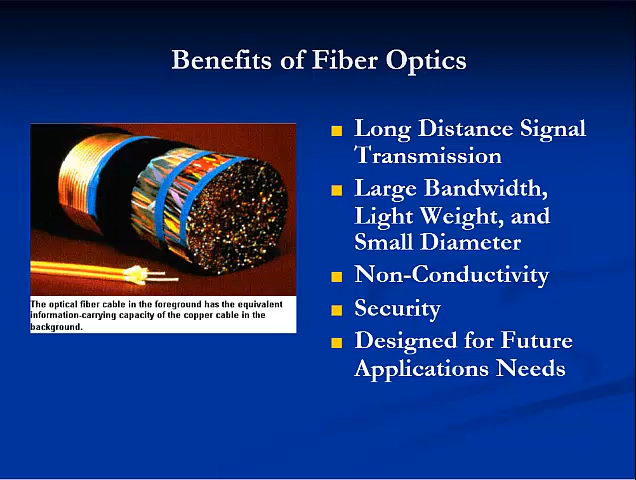 Benefits of Fiber Optics
Long Distance Signal
Transmission
Large Bandwidth,
Light Weight, and
Small Diameter
Non-Conductivity
Security
Designed for Future
Applications Needs
The optical fiber cable in the foreground has the equivalent
information-carrying capacity of the copper cable in the
background.